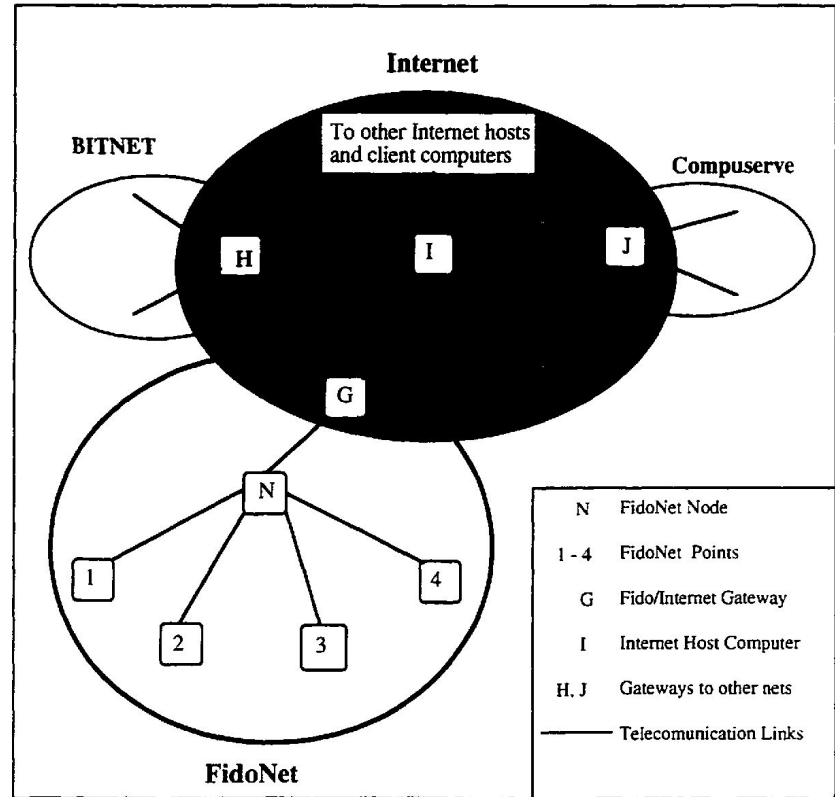 Internet
To other Internet hosts
and client computers
BITNET
Compuserve
H
I
J
G
N
1
2
3
4
N FidoNet Node
1 - 4 FidoNet Points
G Fido/Internet Gateway
I Internet Host Computer
H, J Gateways to other nets
Telecomunication Links
FidoNet